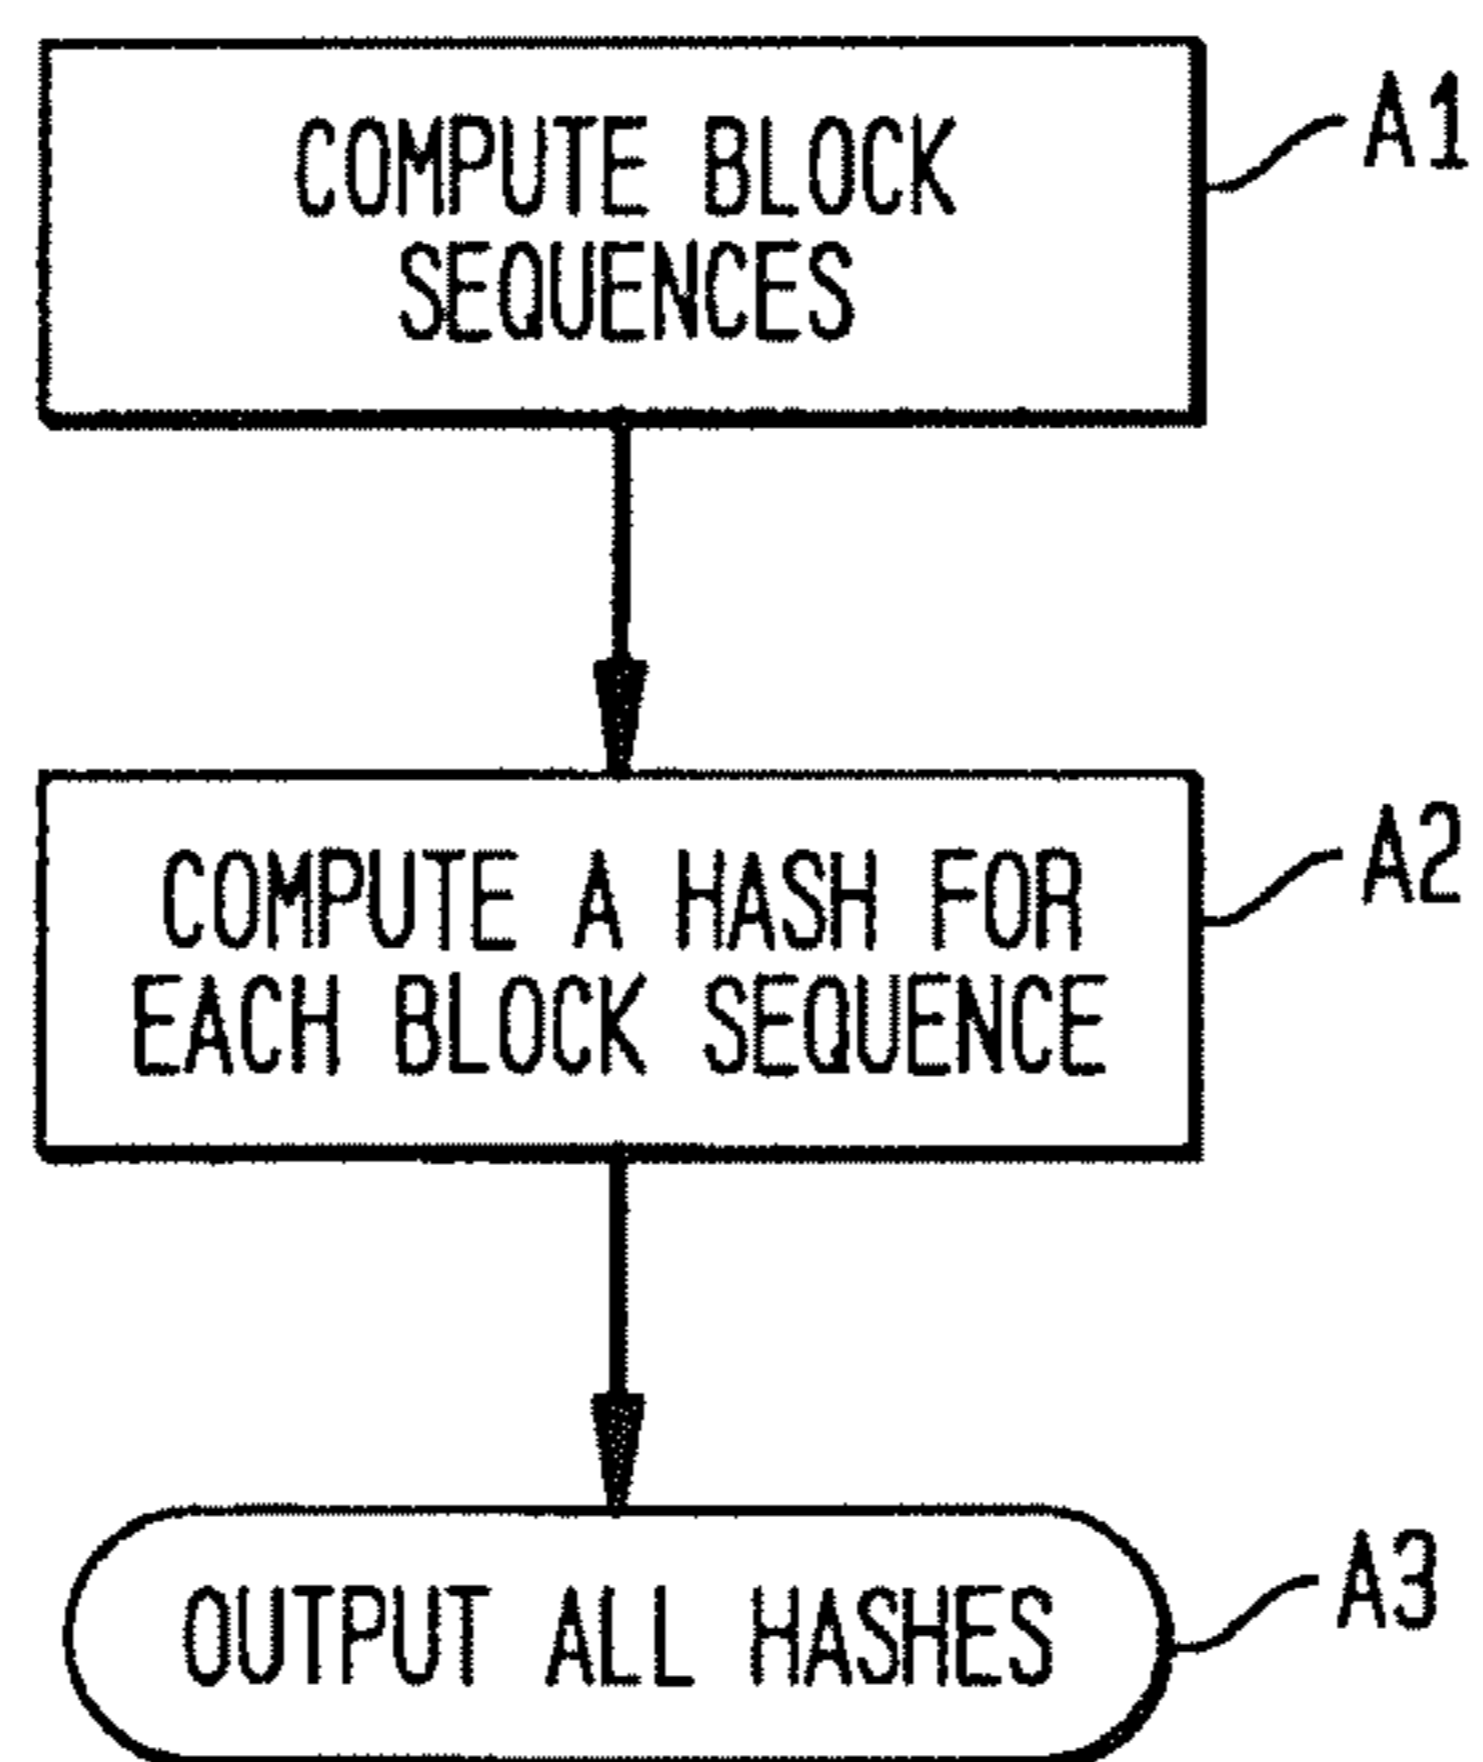 COMPUTE BLOCK
SEQUENCES
A1
COMPUTE A HASH FOR
EACH BLOCK SEQUENCE
A2
OUTPUT ALL HASHES
A3